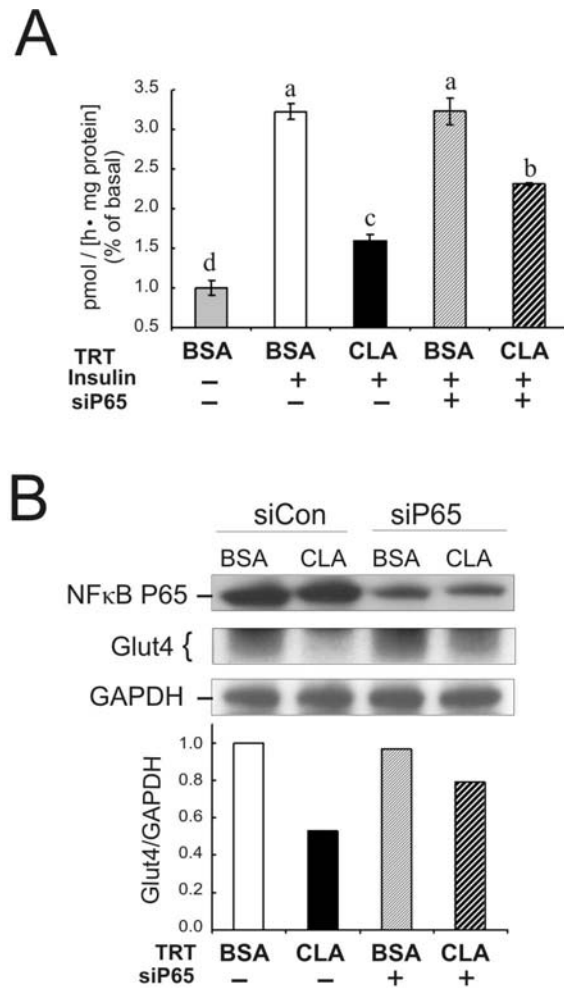 A
pmol / [h• mg protein]
(% of basal)
3.5
3.0
2.5
2.0
1.5
1.0
0.5
d
a
c
a
b
TRT BSA BSA CLA BSA CLA
Insulin – + + + +
siP65 – – – + +
B
siCon siP65
BSA CLA BSA CLA
NFκB P65
Glut4 {
GAPDH
Glut4/GAPDH
1.0
0.8
0.6
0.4
0.2
0.0
TRT BSA CLA BSA CLA
siP65 – – + +